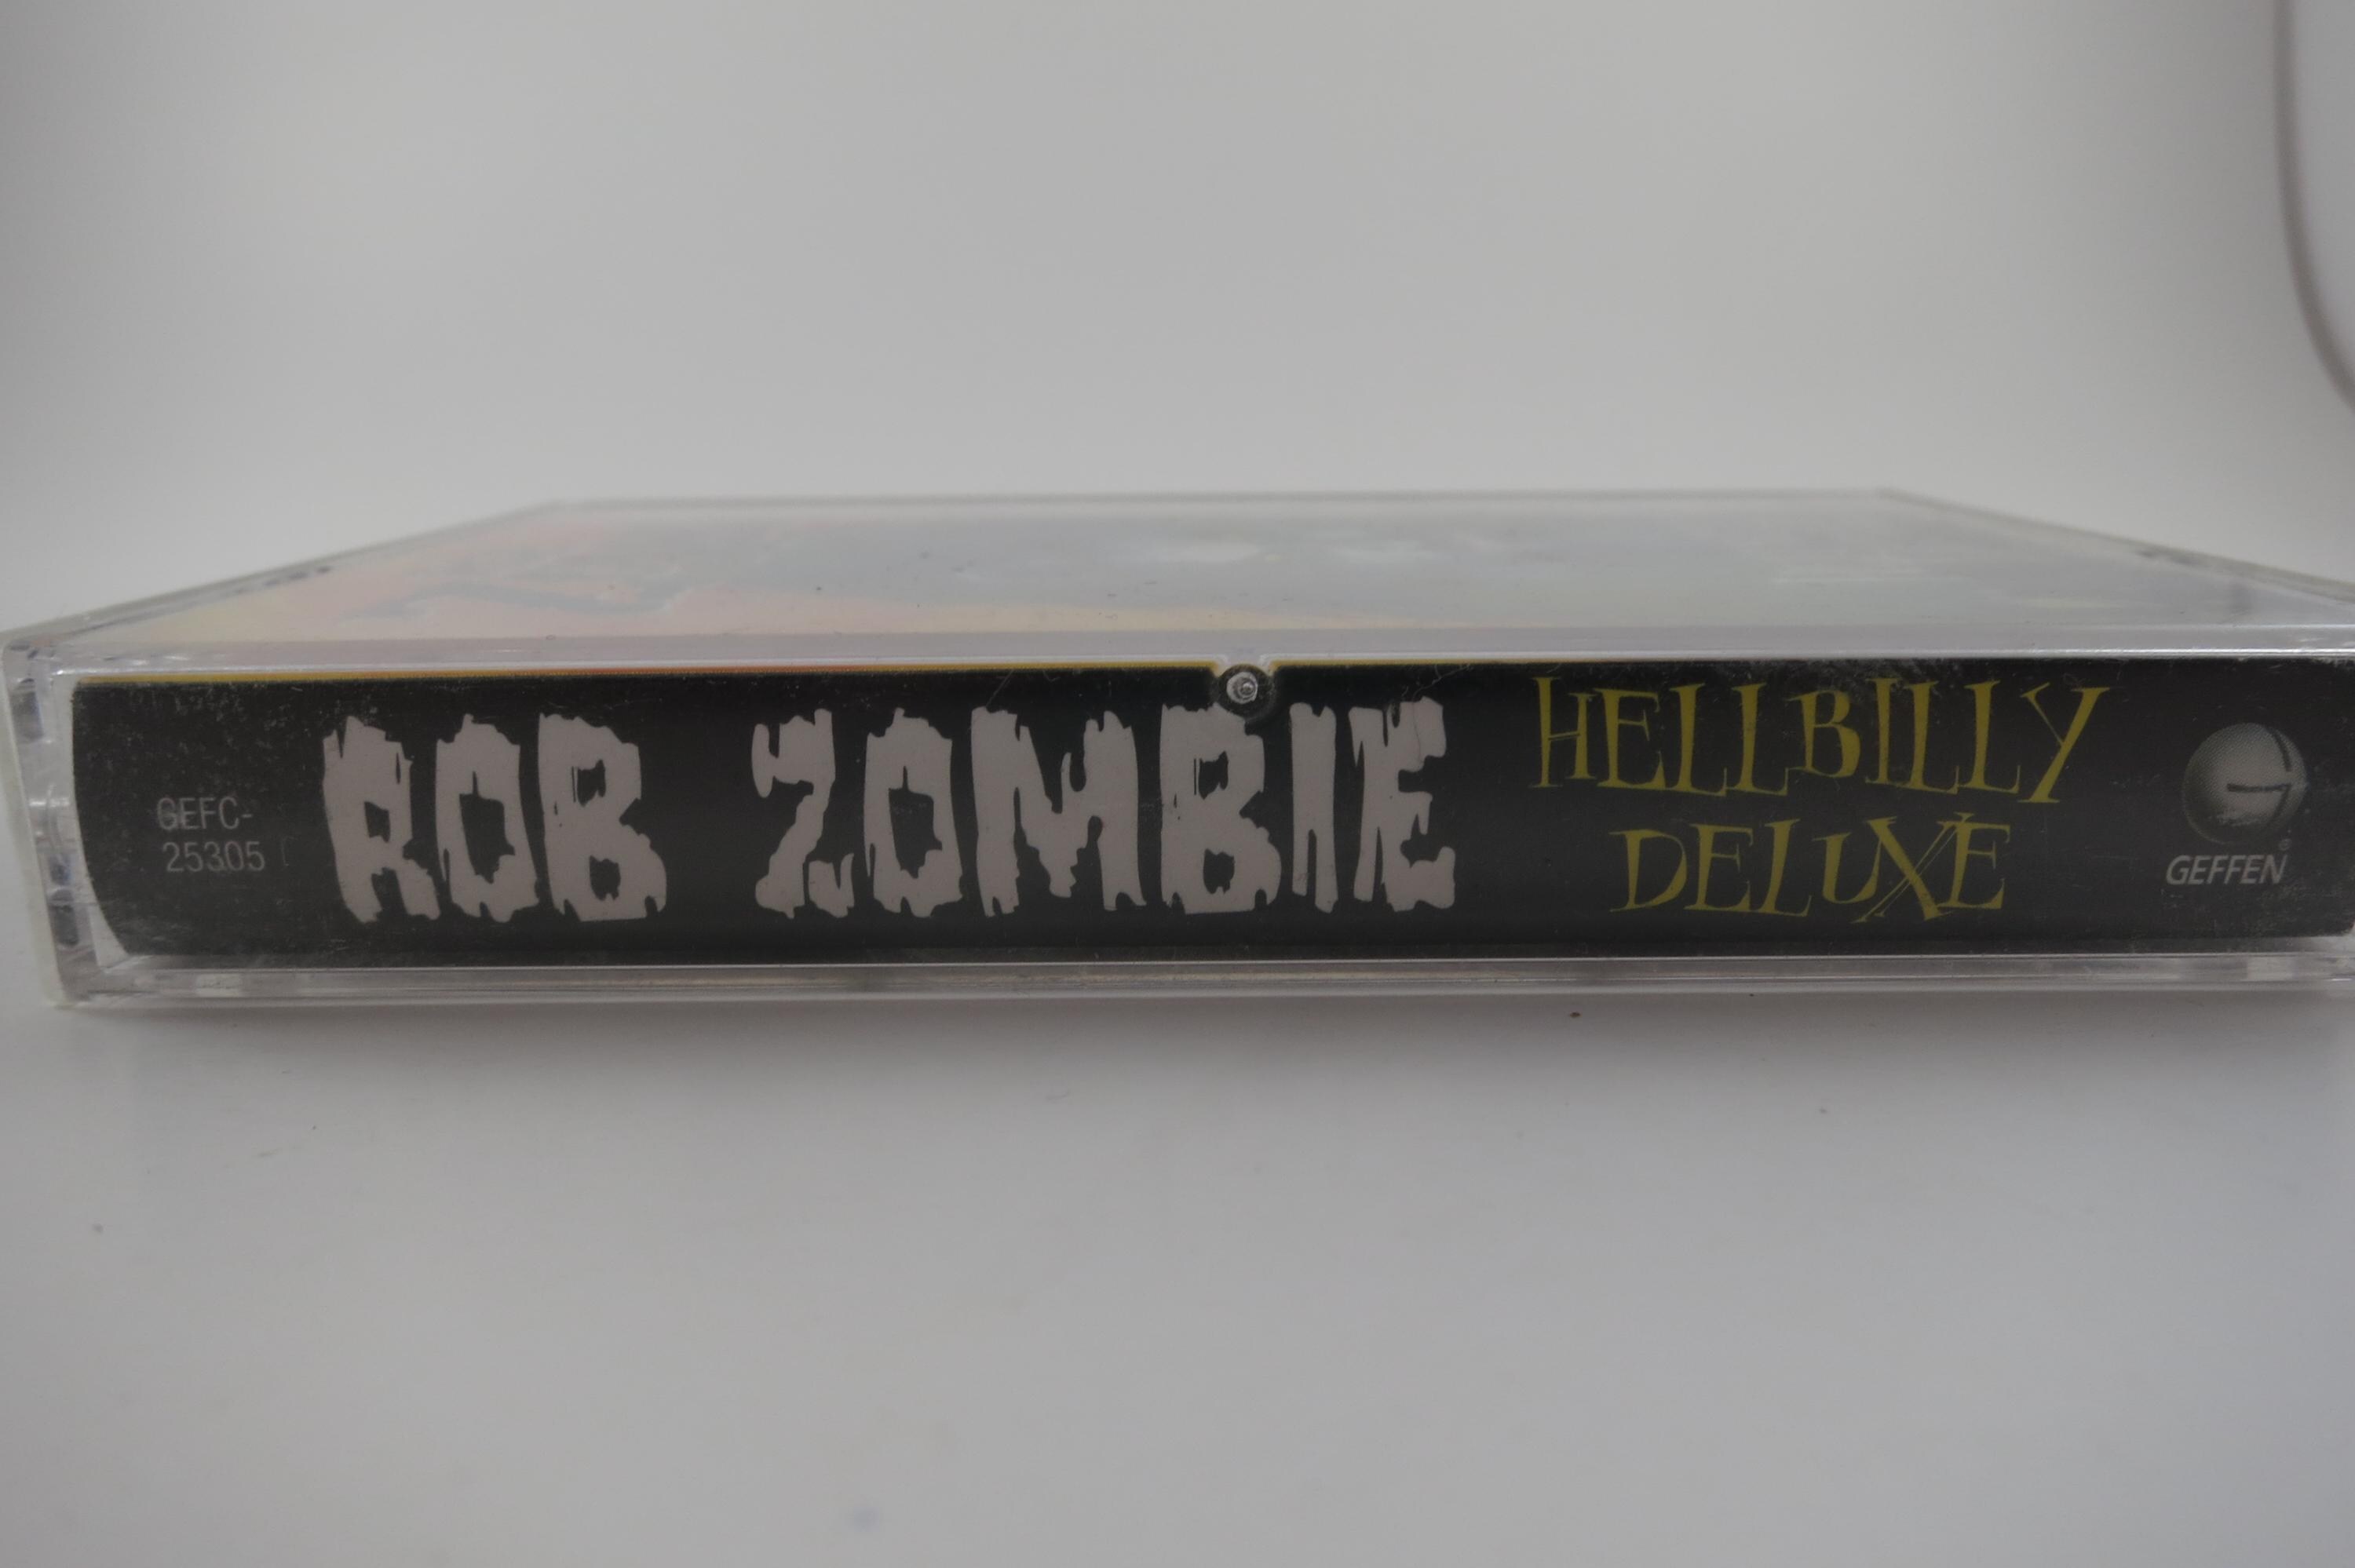 GEFC-
25305
ROB ZOMBIE
HELLBILLY
DELUXE
GEFFEN®